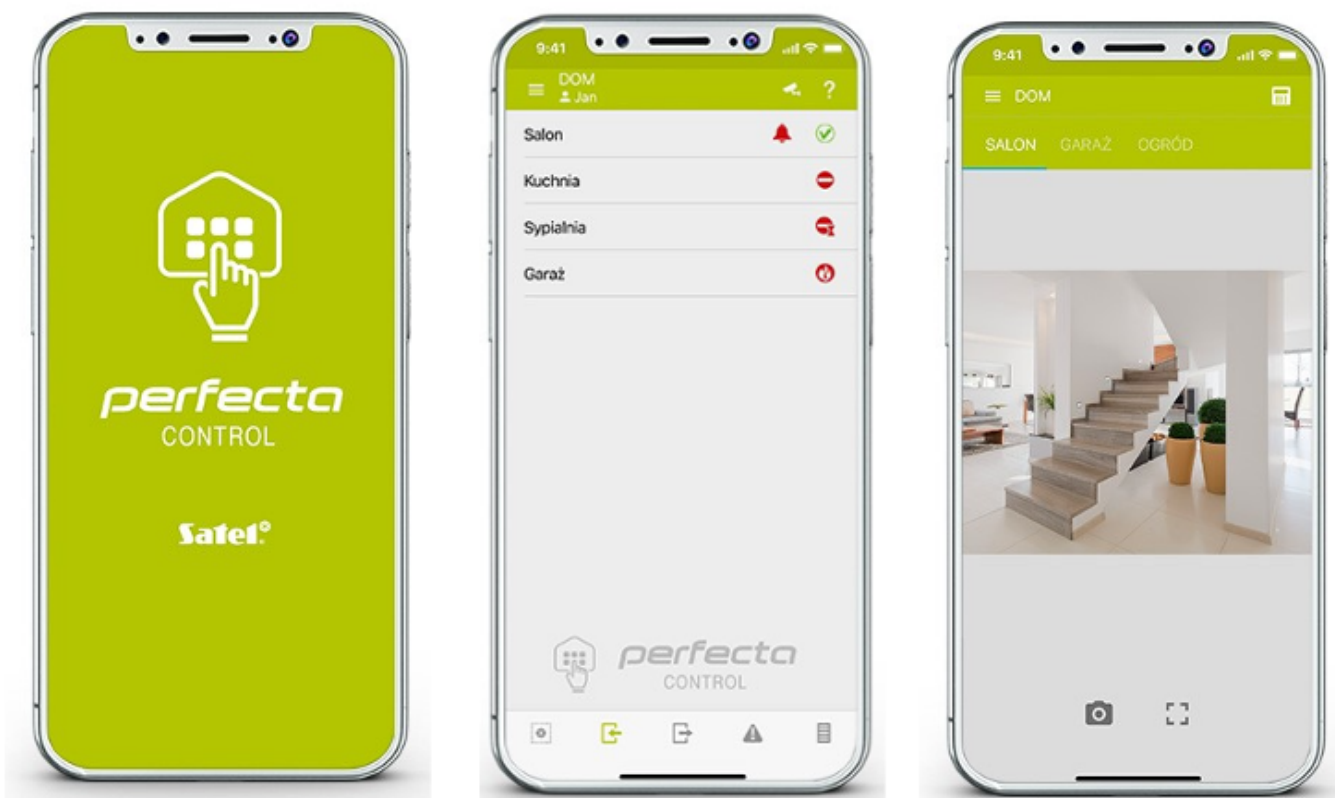 perfecta
CONTROL
Satel®
9:41
DOM
Jan
?
Salon
Kuchnia
Sypialnia
Garaż
perfecta
CONTROL
9:41
DOM
SALON GARAŻ OGRÓD